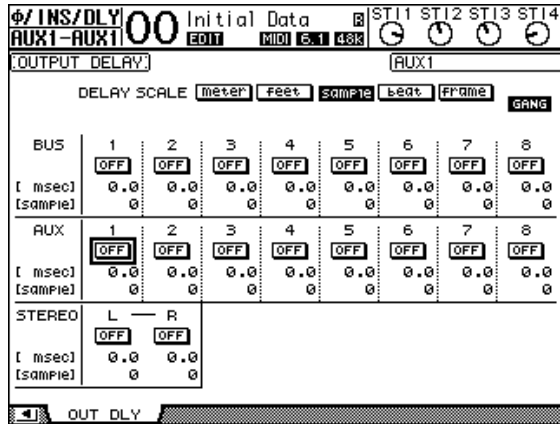 Φ/INS/DLY 00 Initial Data ST11 ST12 ST13 ST14
AUX1-AUX1 EDIT MIDI 6.1 48K
OUTPUT DELAY AUX1
DELAY SCALE meter feet sample beat frame
GANG
BUS 1 2 3 4 5 6 7 8
OFF OFF OFF OFF OFF OFF OFF OFF
[ msec] 0.0 0.0 0.0 0.0 0.0 0.0 0.0 0.0
[sample] 0 0 0 0 0 0 0 0
AUX 1 2 3 4 5 6 7 8
OFF OFF OFF OFF OFF OFF OFF OFF
[ msec] 0.0 0.0 0.0 0.0 0.0 0.0 0.0 0.0
[sample] 0 0 0 0 0 0 0 0
STEREO L — R
OFF OFF
[ msec] 0.0 0.0
[sample] 0 0
OUT DLY